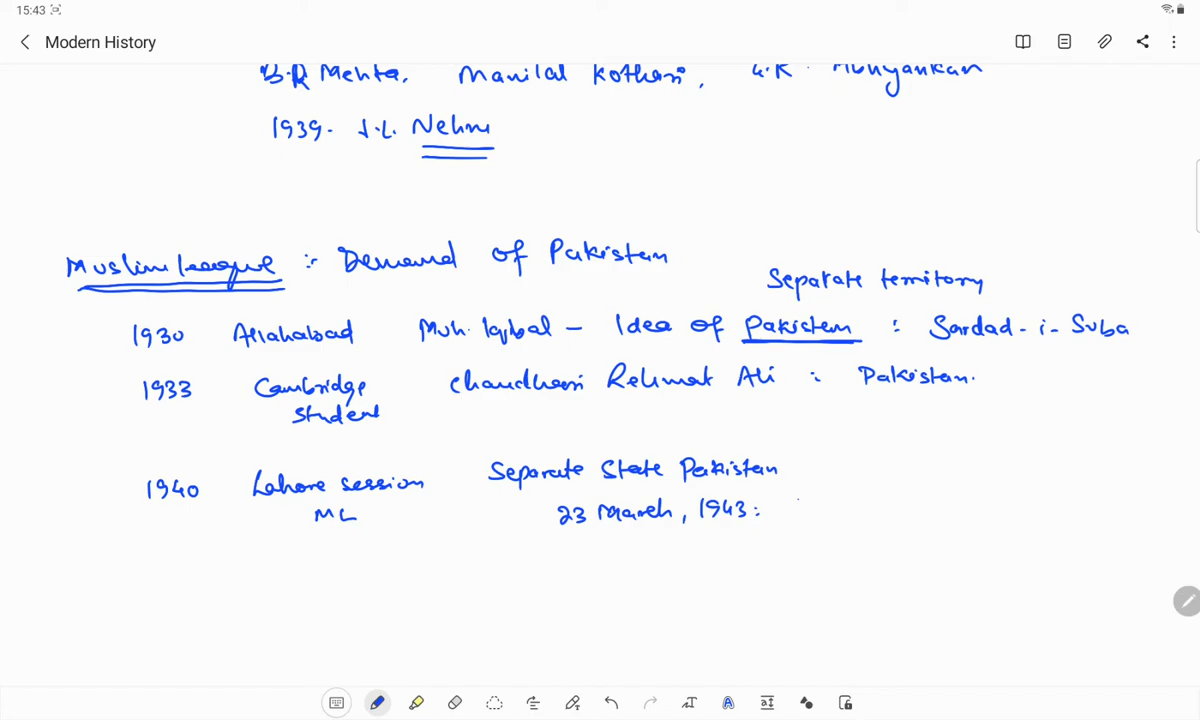 15:43
Modern History
B.R Mehta, Manilal Kothari, G.R.
1939. J.L. Nehru
Muslim League :- Demand of Pakistan
Separate territory
1930 Allahabad Muh. Iqbal – Idea of Pakistan : Sardad-i-Suba
1933 Cambridge Chaudhari Rehmat Ali : Pakistan.
Student
1940 Lahore session Separate State Pakistan
ML 23 March, 1943: